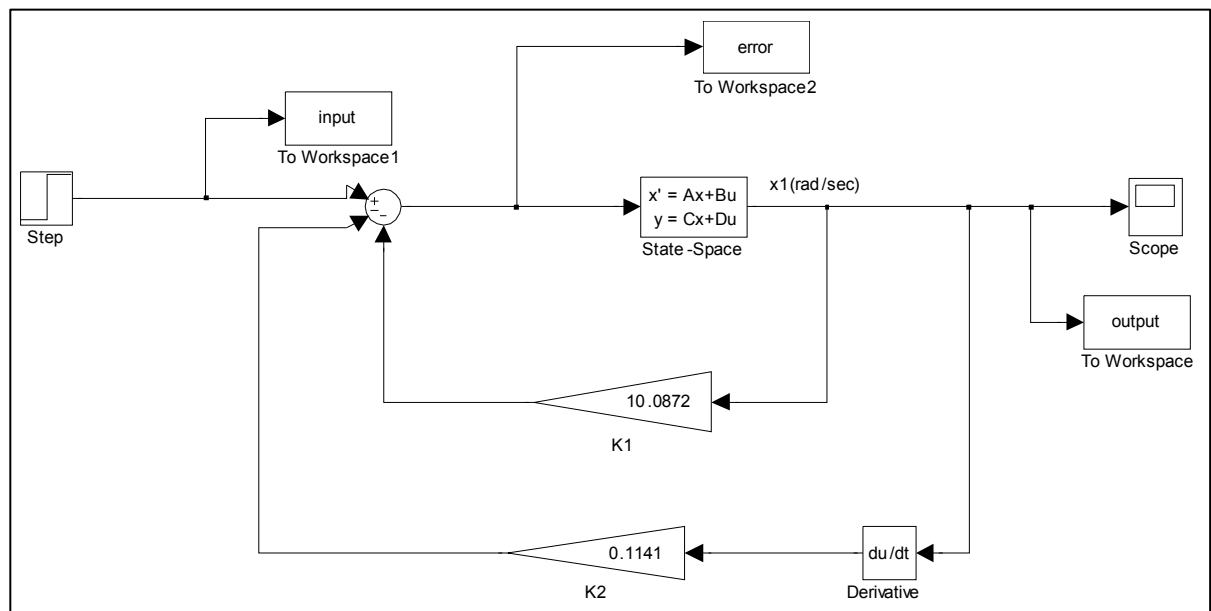 error
To Workspace2
input
To Workspace1
Step
+
−
−
x' = Ax+Bu
y = Cx+Du
State -Space
x1(rad/sec)
Scope
output
To Workspace
10.0872
K1
0.1141
K2
du/dt
Derivative